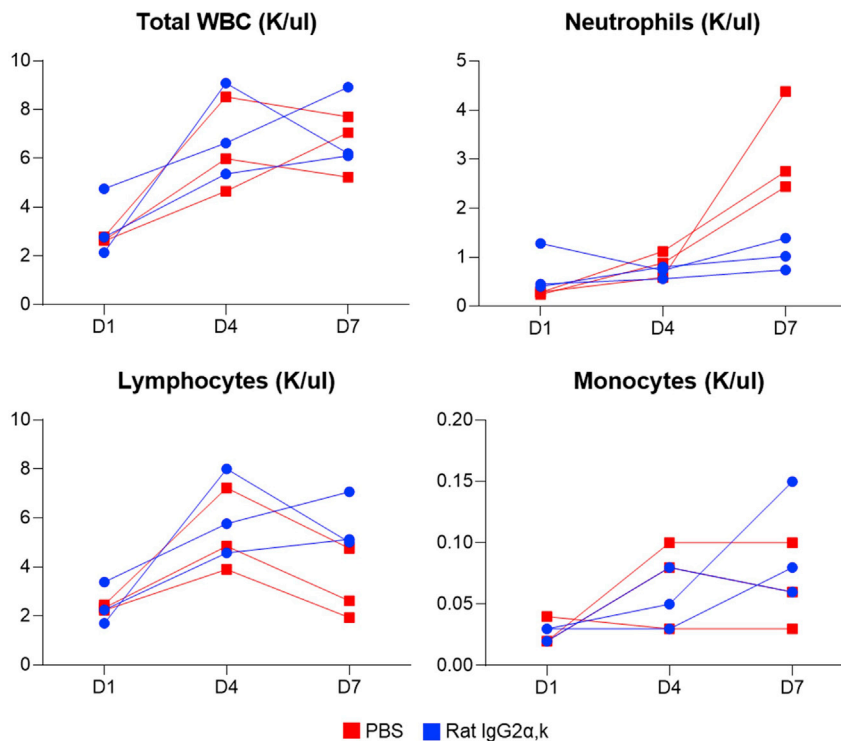 Total WBC (K/ul)
10
8
6
4
2
0
D1 D4 D7
Neutrophils (K/ul)
5
4
3
2
1
0
D1 D4 D7
Lymphocytes (K/ul)
10
8
6
4
2
0
D1 D4 D7
Monocytes (K/ul)
0.20
0.15
0.10
0.05
0.00
D1 D4 D7
PBS Rat IgG2α,k